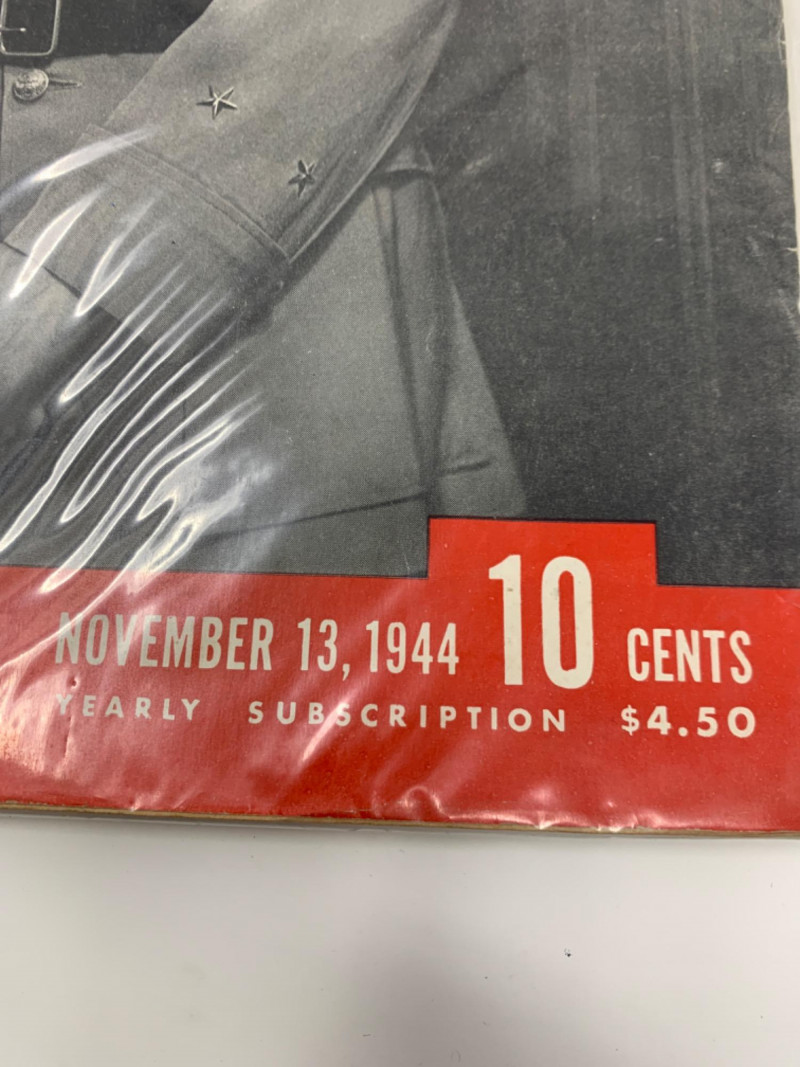 NOVEMBER 13, 1944 10 CENTS
YEARLY SUBSCRIPTION $4.50